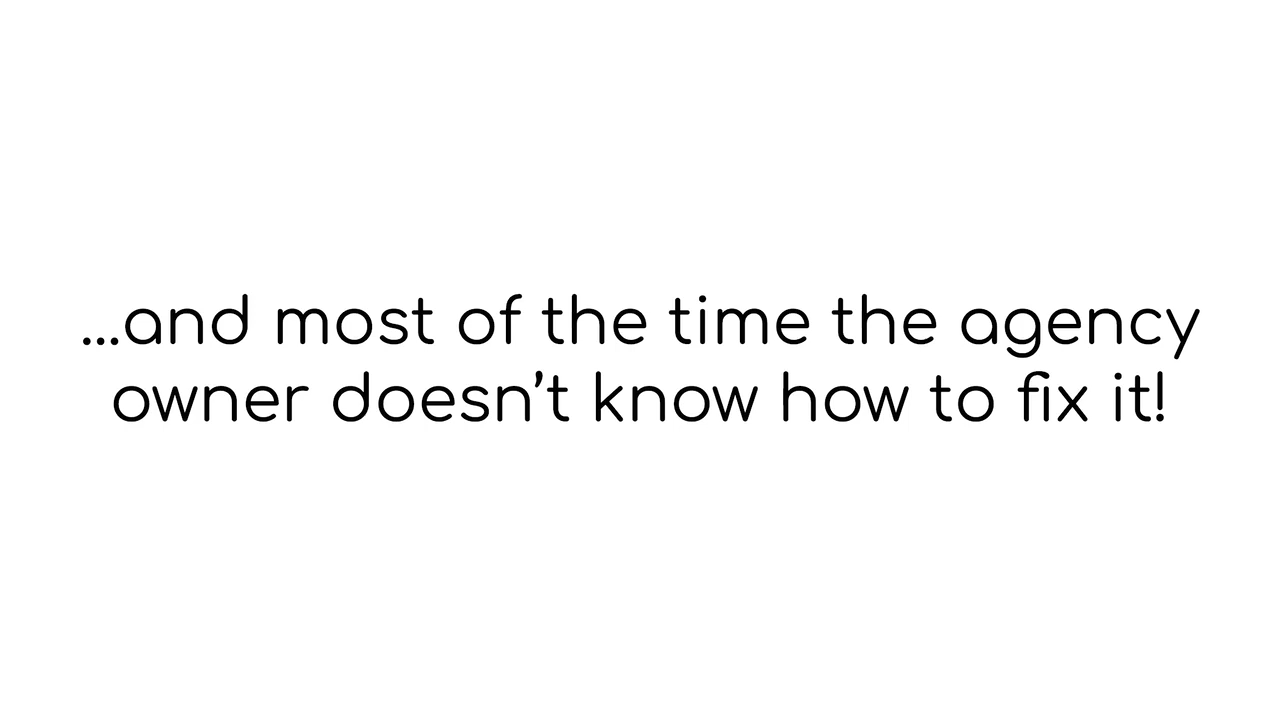 ...and most of the time the agency
owner doesn’t know how to fix it!